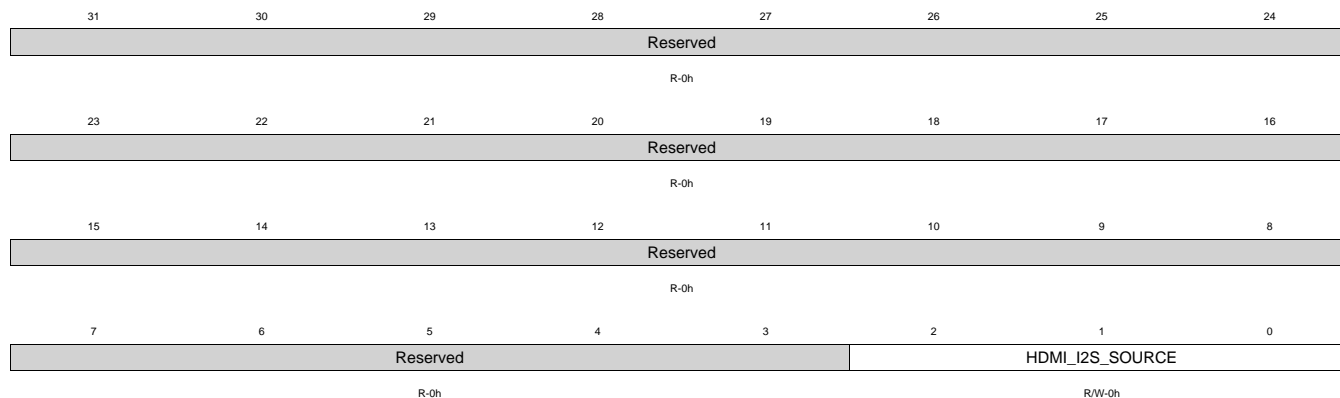 31 30 29 28 27 26 25 24
Reserved
R-0h
23 22 21 20 19 18 17 16
Reserved
R-0h
15 14 13 12 11 10 9 8
Reserved
R-0h
7 6 5 4 3 2 1 0
Reserved HDMI_I2S_SOURCE
R-0h R/W-0h